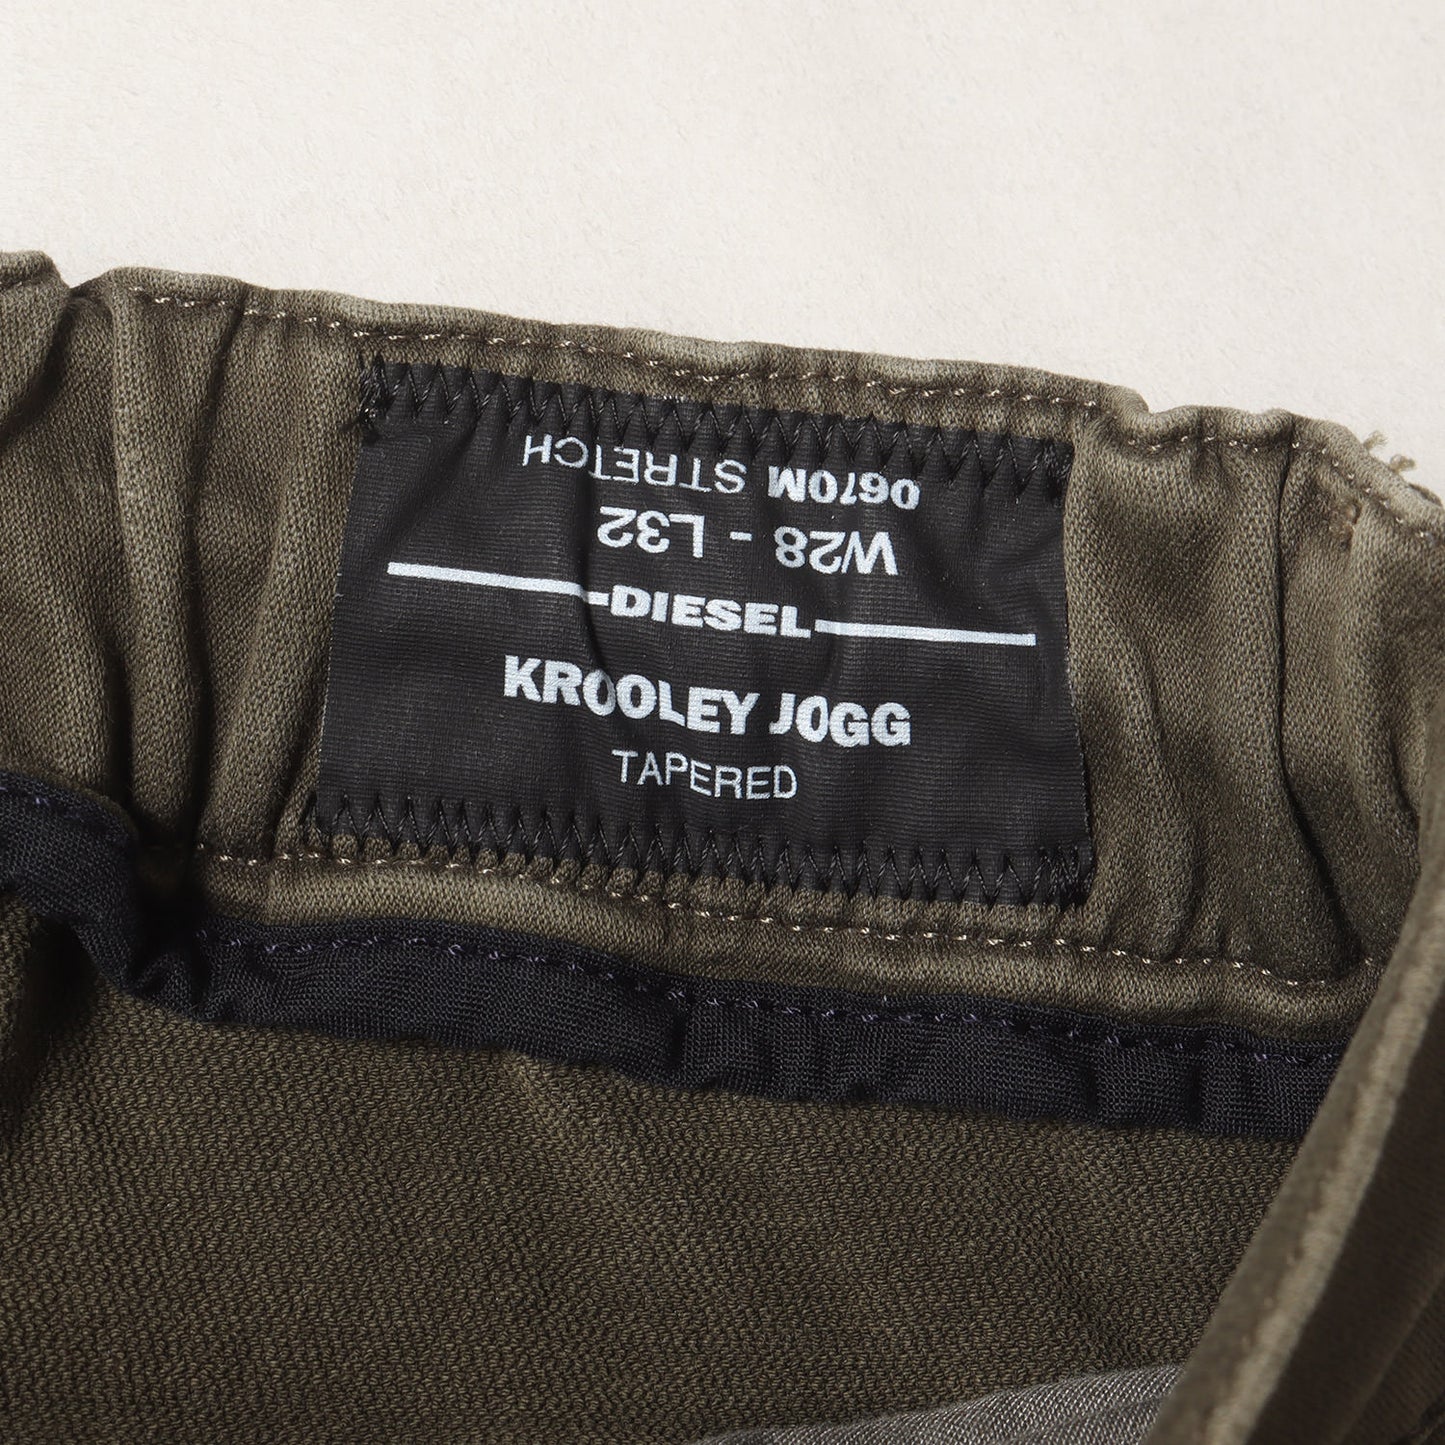 DIESEL
KROOLEY JOGG
TAPERED
W28 - L32
0670M STRETCH